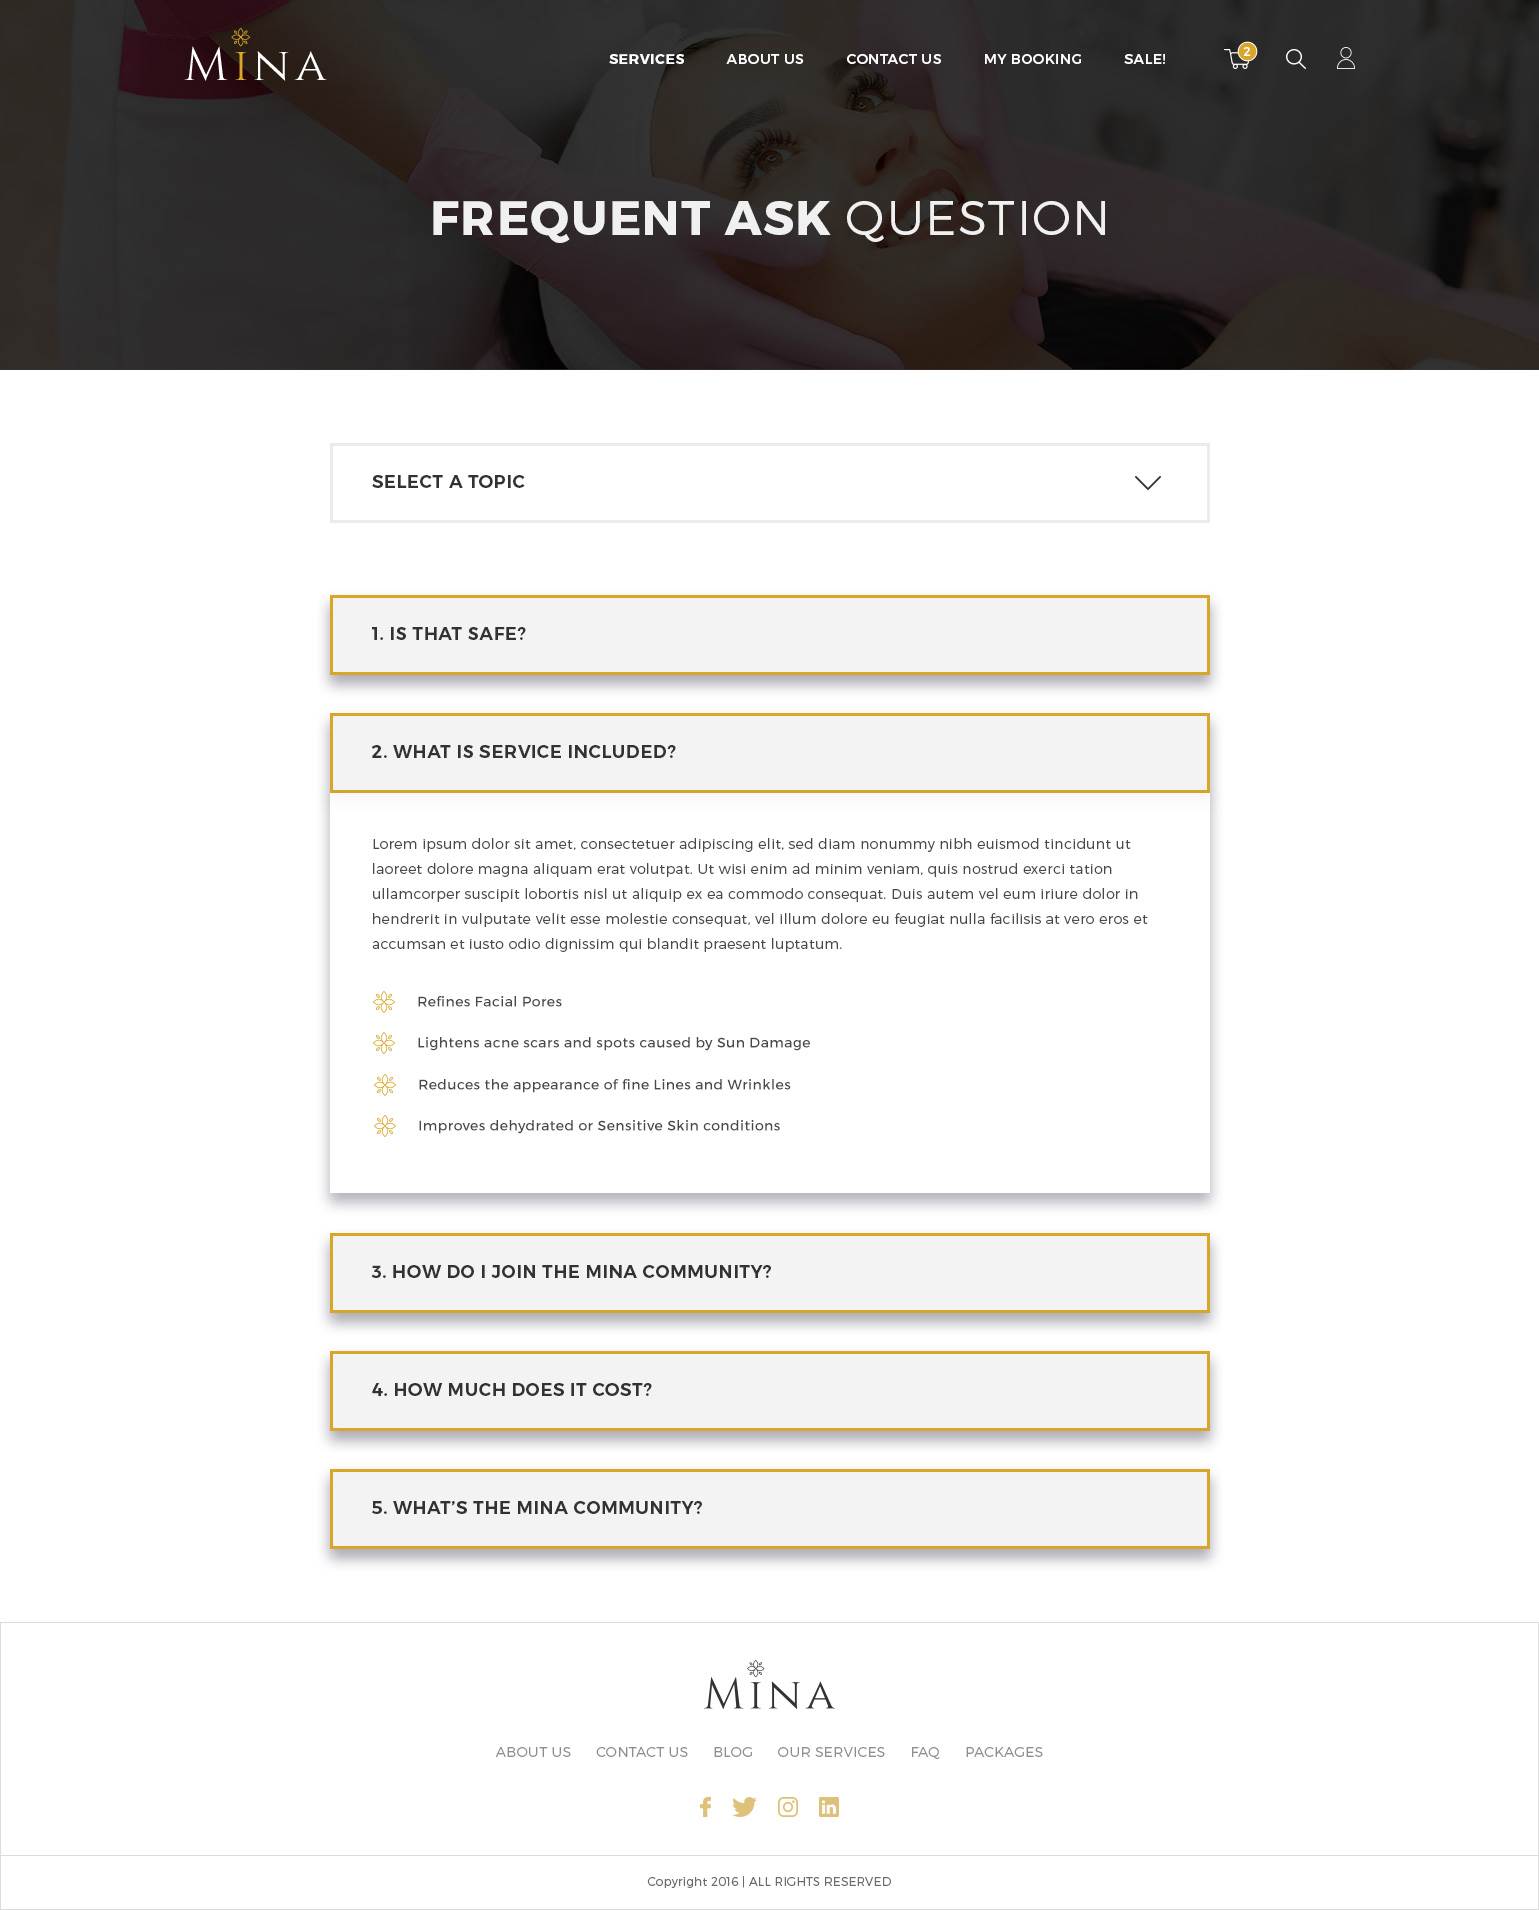 MINA
SERVICES ABOUT US CONTACT US MY BOOKING SALE! 2
FREQUENT ASK QUESTION
SELECT A TOPIC
1. IS THAT SAFE?
2. WHAT IS SERVICE INCLUDED?
Lorem ipsum dolor sit amet, consectetuer adipiscing elit, sed diam nonummy nibh euismod tincidunt ut
laoreet dolore magna aliquam erat volutpat. Ut wisi enim ad minim veniam, quis nostrud exerci tation
ullamcorper suscipit lobortis nisl ut aliquip ex ea commodo consequat. Duis autem vel eum iriure dolor in
hendrerit in vulputate velit esse molestie consequat, vel illum dolore eu feugiat nulla facilisis at vero eros et
accumsan et iusto odio dignissim qui blandit praesent luptatum.
Refines Facial Pores
Lightens acne scars and spots caused by Sun Damage
Reduces the appearance of fine Lines and Wrinkles
Improves dehydrated or Sensitive Skin conditions
3. HOW DO I JOIN THE MINA COMMUNITY?
4. HOW MUCH DOES IT COST?
5. WHAT’S THE MINA COMMUNITY?
MINA
ABOUT US CONTACT US BLOG OUR SERVICES FAQ PACKAGES
Copyright 2016 | ALL RIGHTS RESERVED